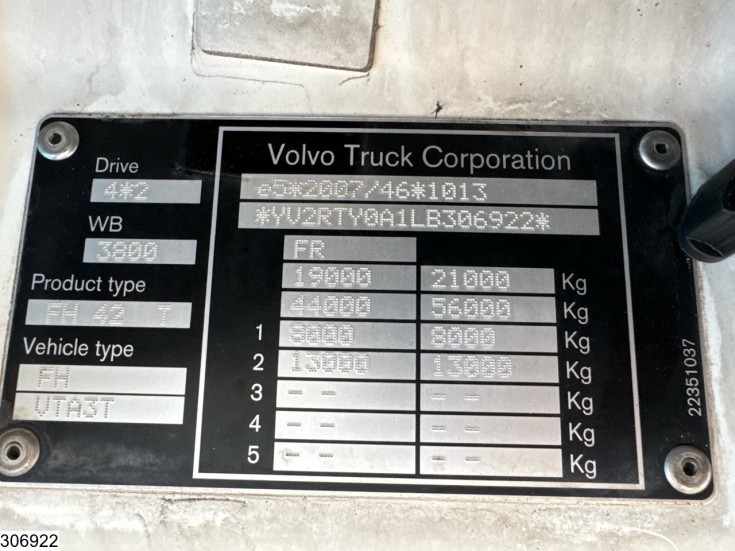 Volvo Truck Corporation
e5*2007/46*1013
*YV2RTY0A1LB306922*
Drive
4*2
WB
3800
Product type
FH 42 T
Vehicle type
FH
VTA3T
FR
19000 21000 Kg
44000 56000 Kg
1 8000 8000 Kg
2 13000 13000 Kg
3 -- -- Kg
4 -- -- Kg
5 -- -- Kg
22351037
306922